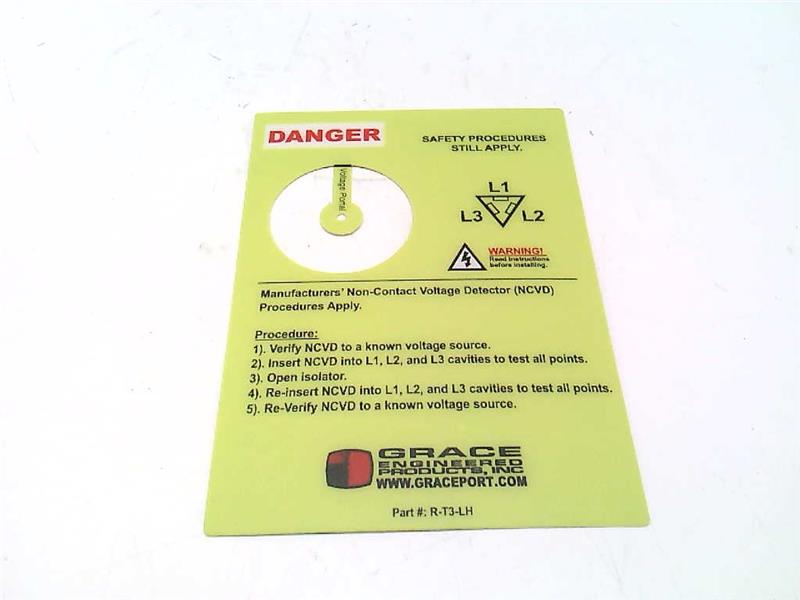 DANGER
SAFETY PROCEDURES
STILL APPLY.
Voltage Portal
L1
L3 L2
WARNING!
Read Instructions
before installing.
Manufacturers' Non-Contact Voltage Detector (NCVD)
Procedures Apply.
Procedure:
1). Verify NCVD to a known voltage source.
2). Insert NCVD into L1, L2, and L3 cavities to test all points.
3). Open isolator.
4). Re-insert NCVD into L1, L2, and L3 cavities to test all points.
5). Re-Verify NCVD to a known voltage source.
GRACE
ENGINEERED
PRODUCTS, INC
WWW.GRACEPORT.COM
Part #: R-T3-LH